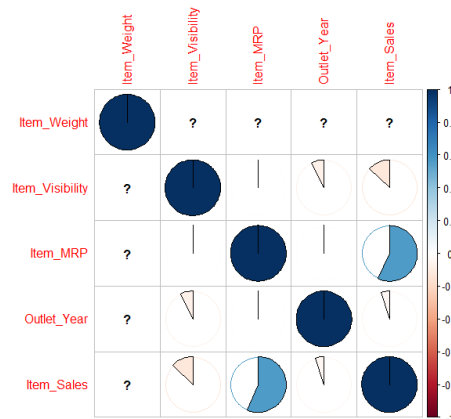 Item_Weight
Item_Visibility
Item_MRP
Outlet_Year
Item_Sales
Item_Weight ? ? ? ?
Item_Visibility ?
Item_MRP ?
Outlet_Year ?
Item_Sales ?